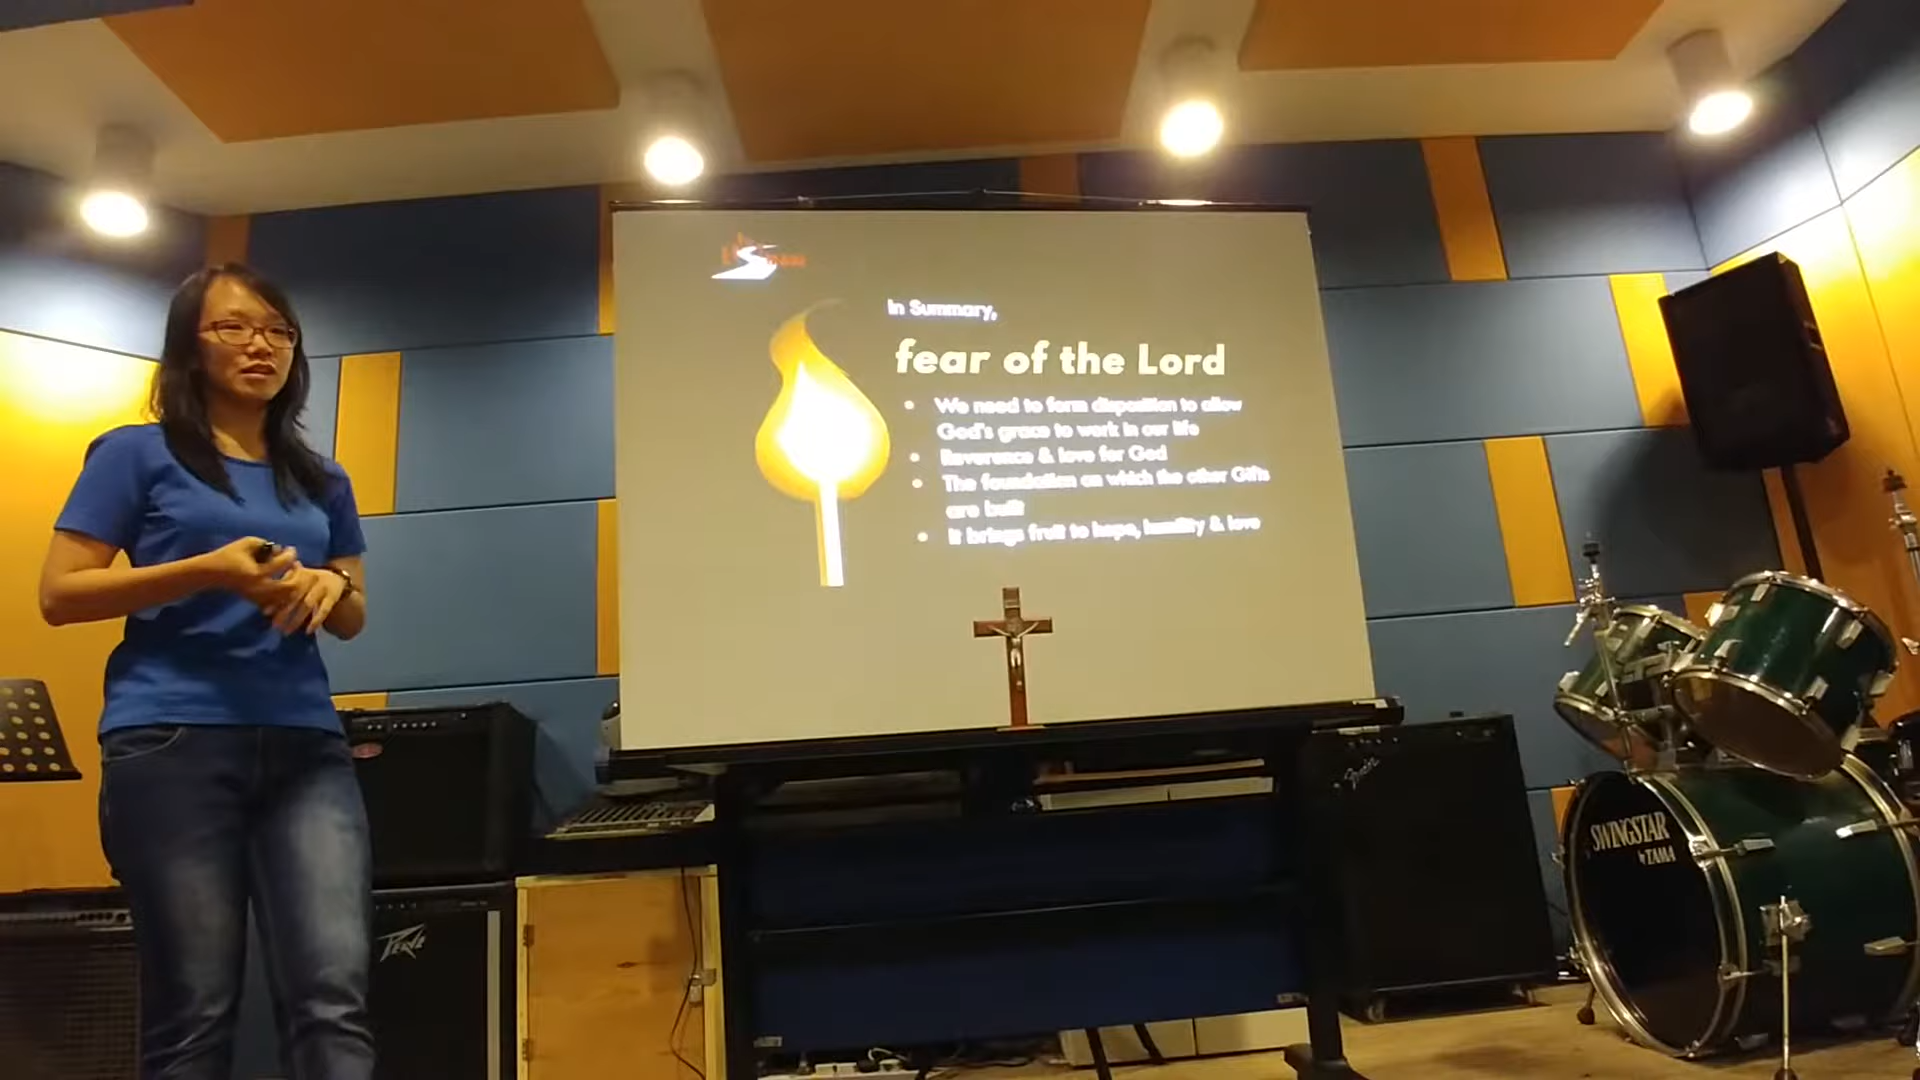 In Summary,
fear of the Lord
• We need to form disposition to allow
God's grace to work in our life
• Reverence & love for God
• The foundation on which the other Gifts
are built
• It brings fruit to hope, humility & love
Fender
PEAVEY
SWINGSTAR
by TAMA